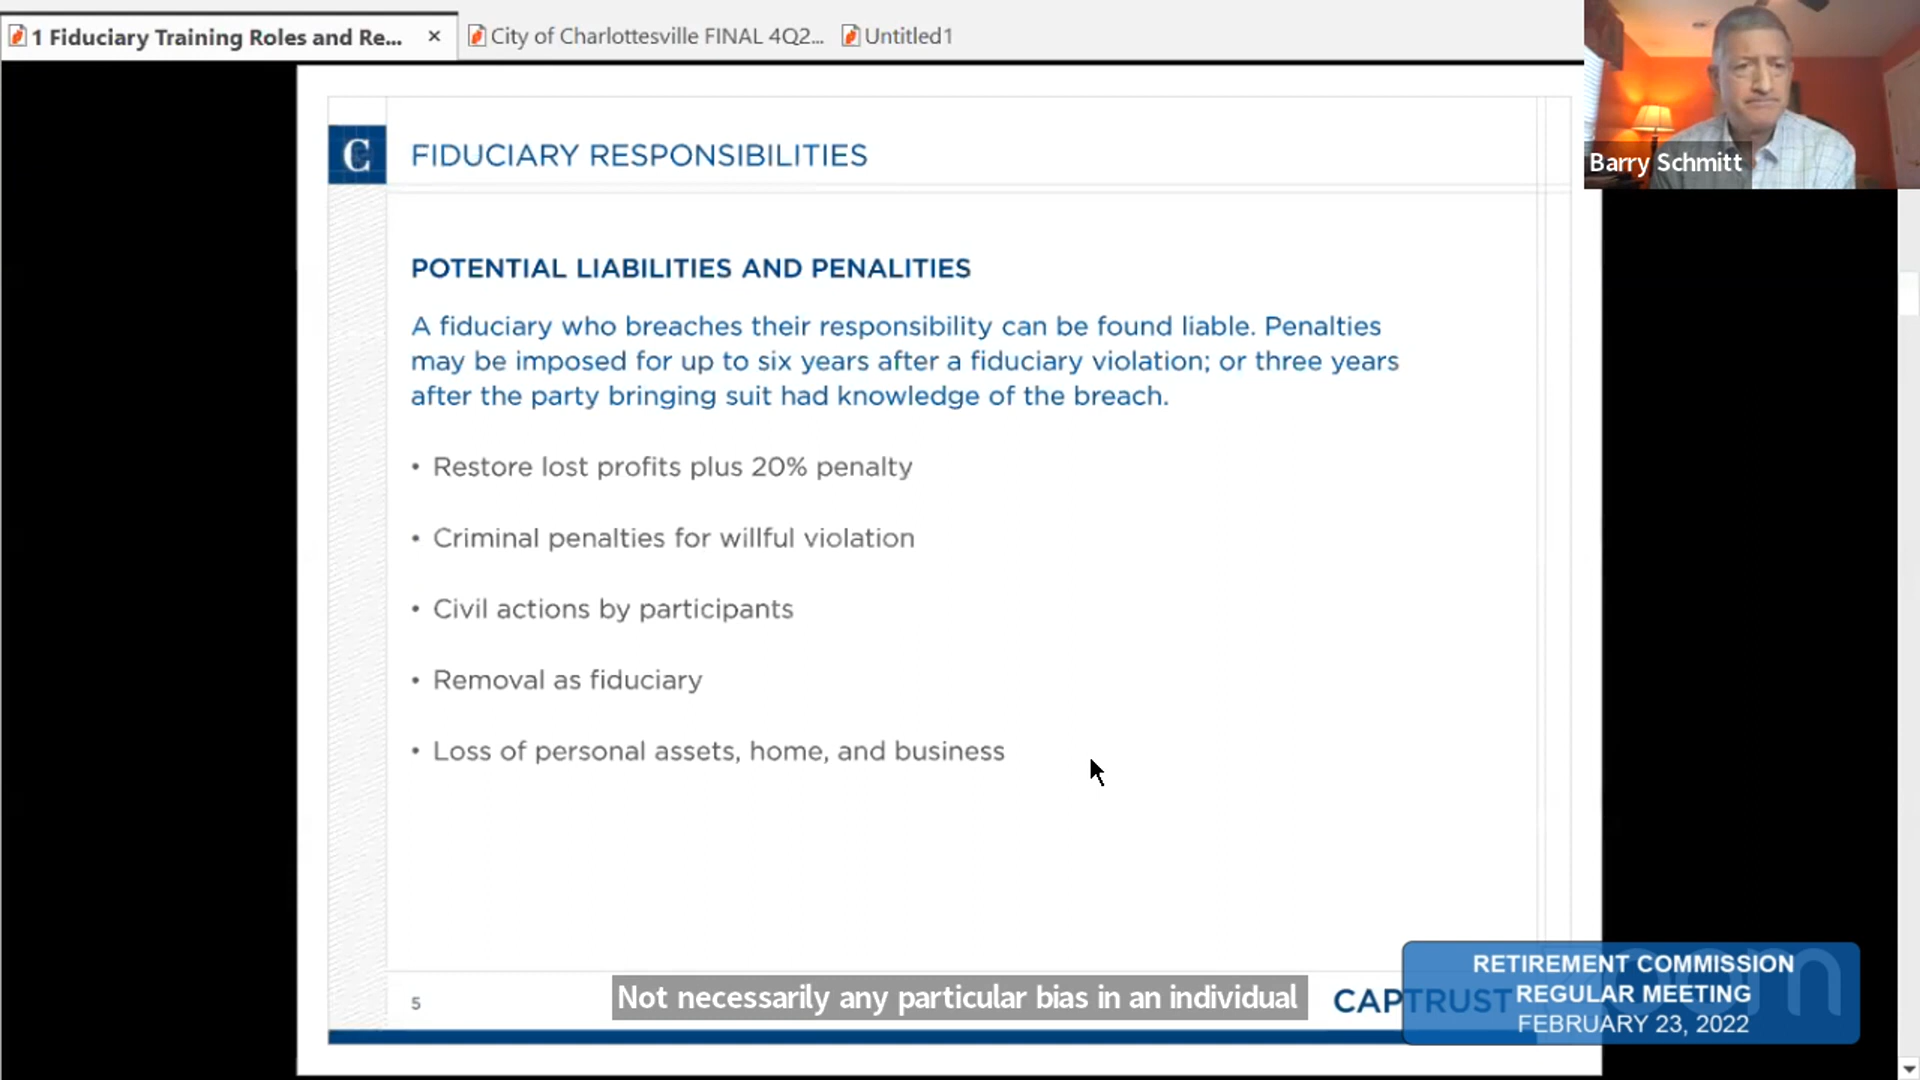 1 Fiduciary Training Roles and Re...
City of Charlottesville FINAL 4Q2...
Untitled1
Barry Schmitt
C
FIDUCIARY RESPONSIBILITIES
POTENTIAL LIABILITIES AND PENALITIES
A fiduciary who breaches their responsibility can be found liable. Penalties
may be imposed for up to six years after a fiduciary violation; or three years
after the party bringing suit had knowledge of the breach.
• Restore lost profits plus 20% penalty
• Criminal penalties for willful violation
• Civil actions by participants
• Removal as fiduciary
• Loss of personal assets, home, and business
5
Not necessarily any particular bias in an individual
CAPTRUST
RETIREMENT COMMISSION
REGULAR MEETING
FEBRUARY 23, 2022